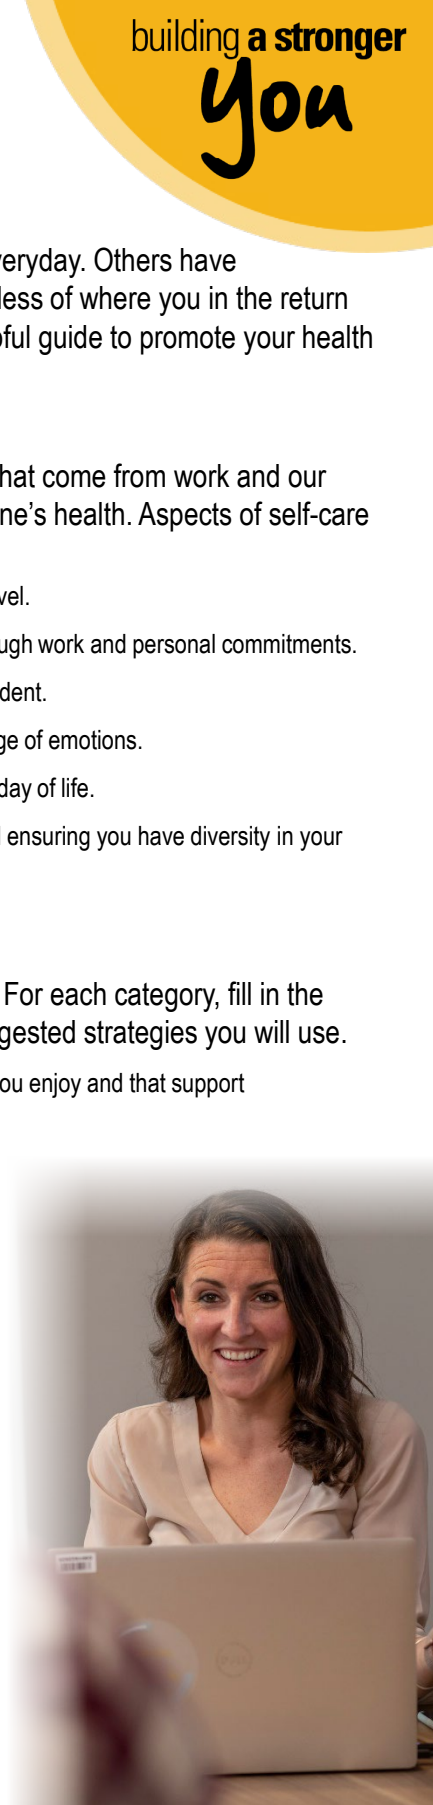 building a stronger
you
veryday. Others have
less of where you in the return
pful guide to promote your health
hat come from work and our
ne's health. Aspects of self-care
vel.
ugh work and personal commitments.
dent.
ge of emotions.
day of life.
ensuring you have diversity in your
For each category, fill in the
gested strategies you will use.
ou enjoy and that support
DELL